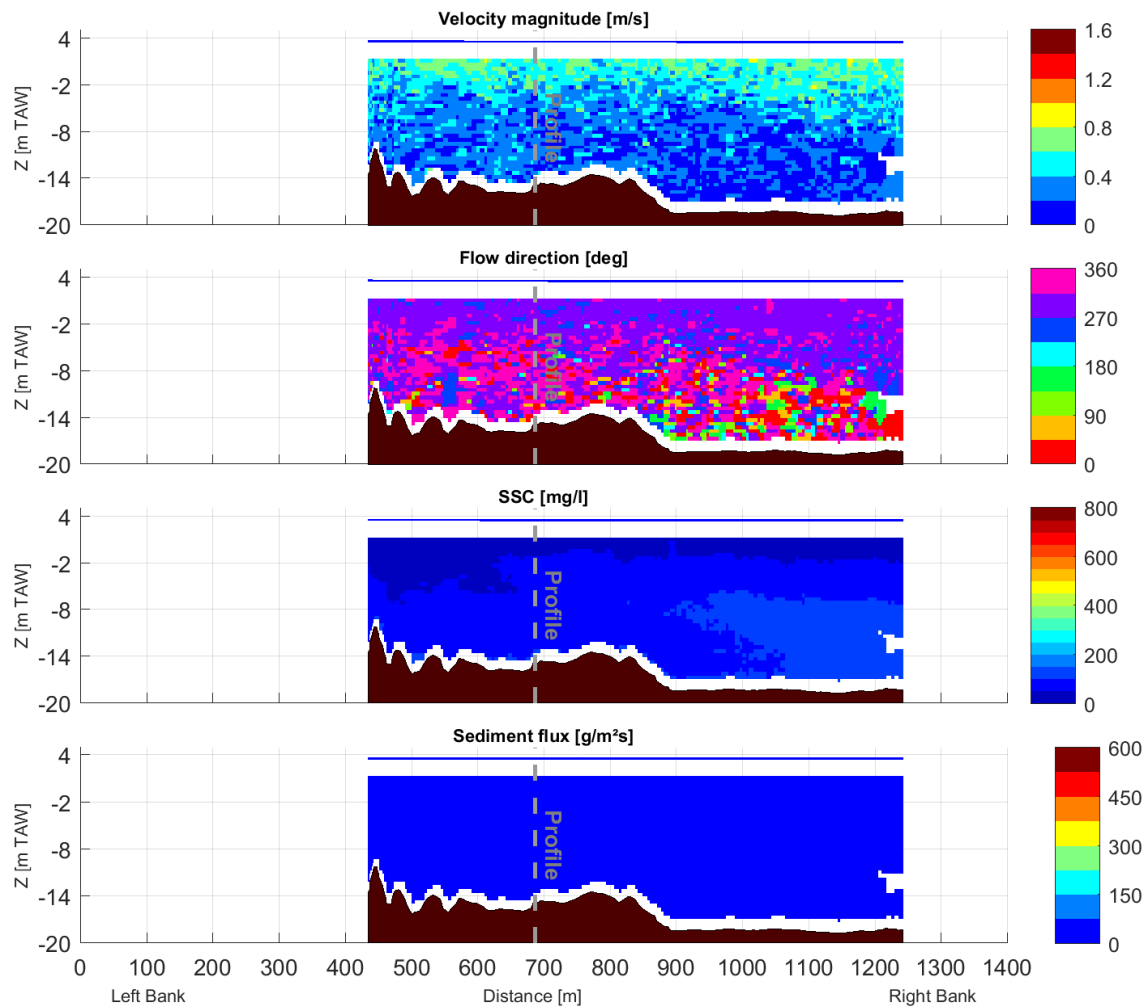 Velocity magnitude [m/s]
Z [m TAW]
4
-2
-8
-14
-20
Profile
1.6
1.2
0.8
0.4
0
Flow direction [deg]
Z [m TAW]
4
-2
-8
-14
-20
Profile
360
270
180
90
0
SSC [mg/l]
Z [m TAW]
4
-2
-8
-14
-20
Profile
800
600
400
200
0
Sediment flux [g/m²s]
Z [m TAW]
4
-2
-8
-14
-20
Profile
600
450
300
150
0
0 100 200 300 400 500 600 700 800 900 1000 1100 1200 1300 1400
Left Bank Distance [m] Right Bank